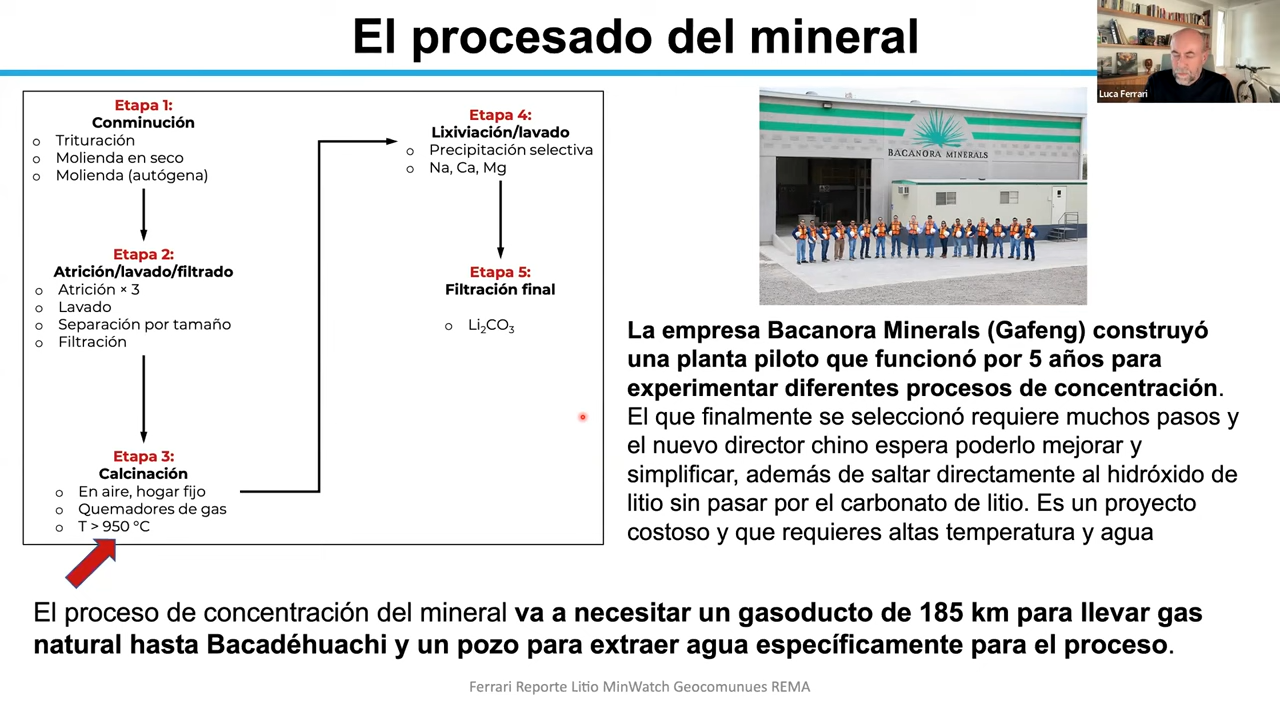 El procesado del mineral
Luca Ferrari
Etapa 1:
Conminución
o Trituración
o Molienda en seco
o Molienda (autógena)
Etapa 2:
Atrición/lavado/filtrado
o Atrición × 3
o Lavado
o Separación por tamaño
o Filtración
Etapa 3:
Calcinación
o En aire, hogar fijo
o Quemadores de gas
o T > 950 °C
Etapa 4:
Lixiviación/lavado
o Precipitación selectiva
o Na, Ca, Mg
Etapa 5:
Filtración final
o Li₂CO₃
BACANORA MINERALS
La empresa Bacanora Minerals (Gafeng) construyó
una planta piloto que funcionó por 5 años para
experimentar diferentes procesos de concentración.
El que finalmente se seleccionó requiere muchos pasos y
el nuevo director chino espera poderlo mejorar y
simplificar, además de saltar directamente al hidróxido de
litio sin pasar por el carbonato de litio. Es un proyecto
costoso y que requieres altas temperatura y agua
El proceso de concentración del mineral va a necesitar un gasoducto de 185 km para llevar gas
natural hasta Bacadéhuachi y un pozo para extraer agua específicamente para el proceso.
Ferrari Reporte Litio MinWatch Geocomunues REMA